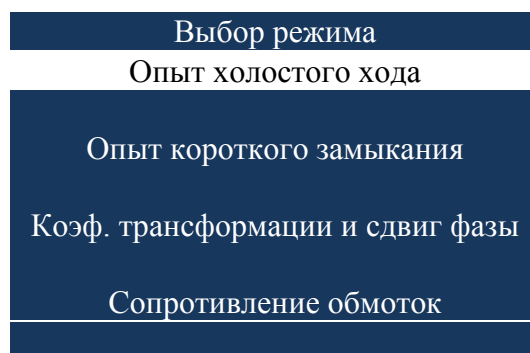 Выбор режима
Опыт холостого хода
Опыт короткого замыкания
Коэф. трансформации и сдвиг фазы
Сопротивление обмоток